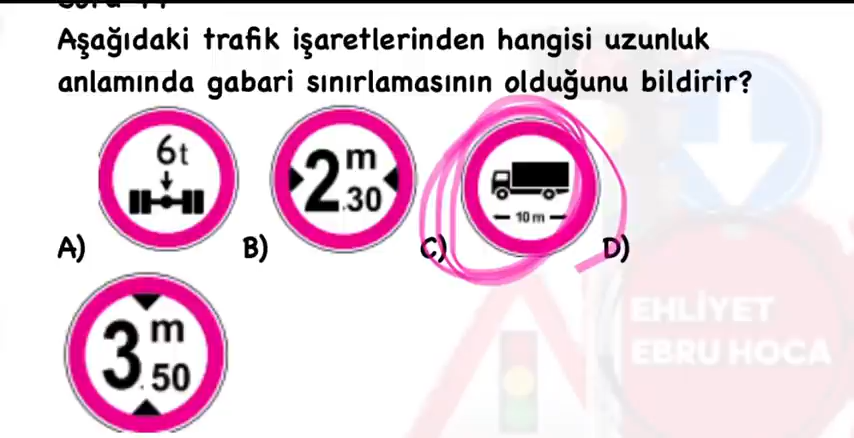 Aşağıdaki trafik işaretlerinden hangisi uzunluk
anlamında gabari sınırlamasının olduğunu bildirir?
6t
2 m .30
10 m
A) B) C) D)
3 m .50
EHLİYET
EBRU HOCA